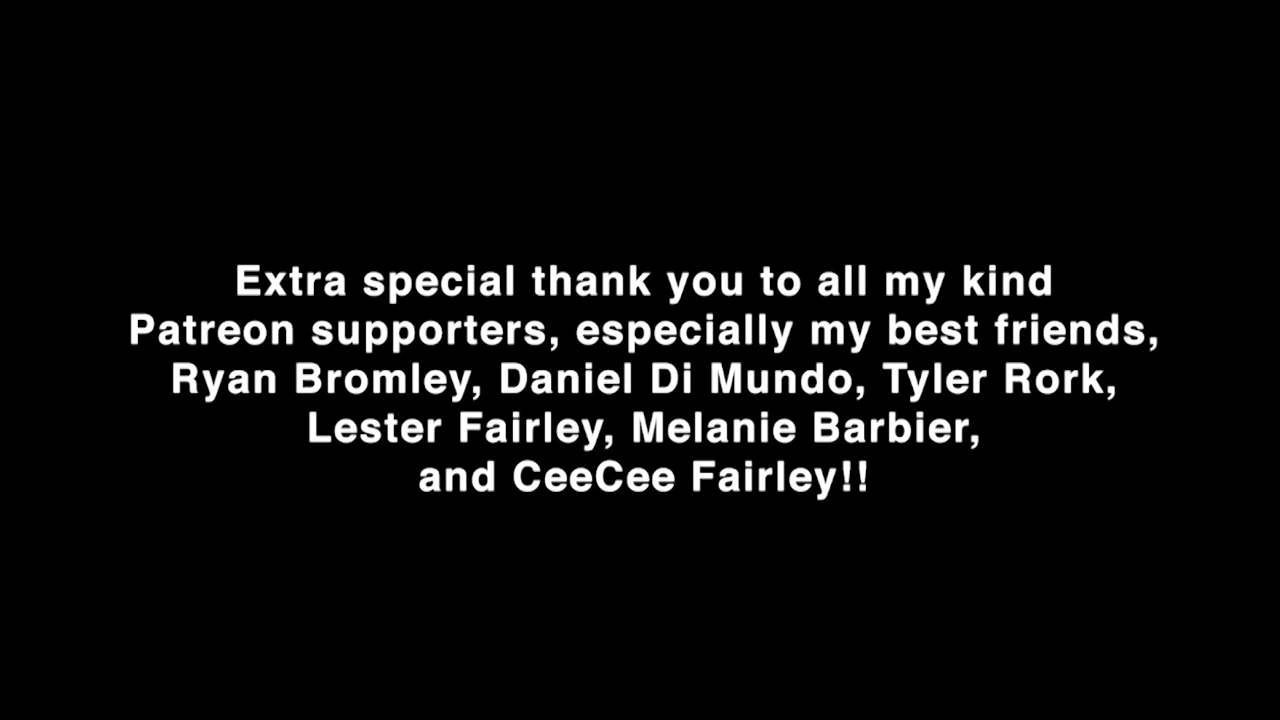 Extra special thank you to all my kind
Patreon supporters, especially my best friends,
Ryan Bromley, Daniel Di Mundo, Tyler Rork,
Lester Fairley, Melanie Barbier,
and CeeCee Fairley!!